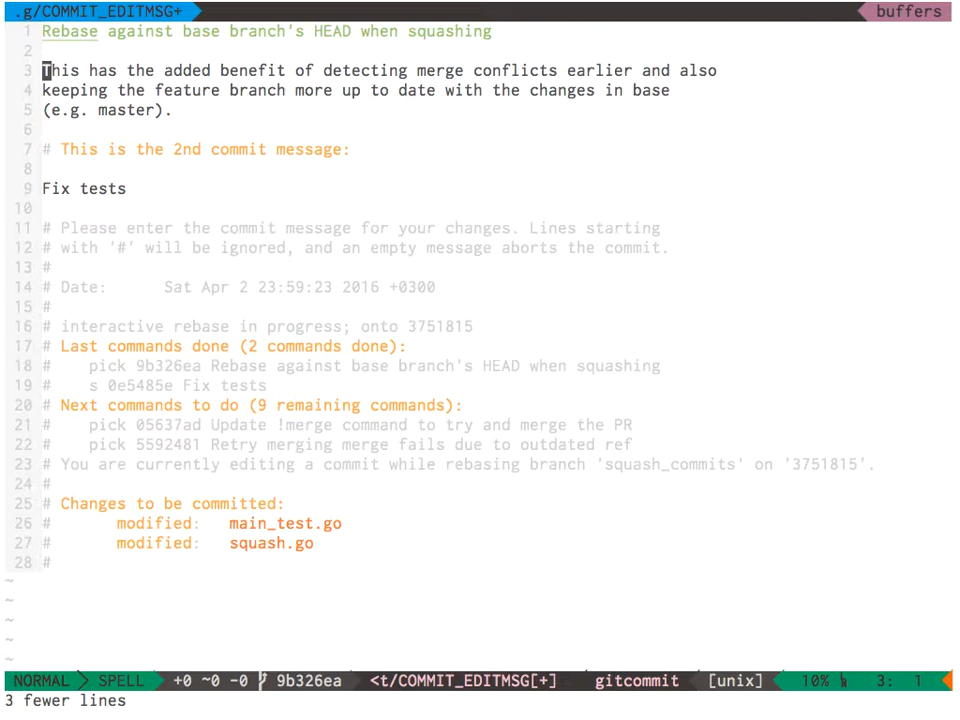 .g/COMMIT_EDITMSG+ buffers
1 Rebase against base branch's HEAD when squashing
2
3 This has the added benefit of detecting merge conflicts earlier and also
4 keeping the feature branch more up to date with the changes in base
5 (e.g. master).
6
7 # This is the 2nd commit message:
8
9 Fix tests
10
11 # Please enter the commit message for your changes. Lines starting
12 # with '#' will be ignored, and an empty message aborts the commit.
13 #
14 # Date:      Sat Apr 2 23:59:23 2016 +0300
15 #
16 # interactive rebase in progress; onto 3751815
17 # Last commands done (2 commands done):
18 #    pick 9b326ea Rebase against base branch's HEAD when squashing
19 #    s 0e5485e Fix tests
20 # Next commands to do (9 remaining commands):
21 #    pick 05637ad Update !merge command to try and merge the PR
22 #    pick 5592481 Retry merging merge fails due to outdated ref
23 # You are currently editing a commit while rebasing branch 'squash_commits' on '3751815'.
24 #
25 # Changes to be committed:
26 #       modified:   main_test.go
27 #       modified:   squash.go
28 #
~
~
~
~
~
NORMAL SPELL +0 ~0 -0 9b326ea <t/COMMIT_EDITMSG[+] gitcommit [unix] 10% 3: 1
3 fewer lines